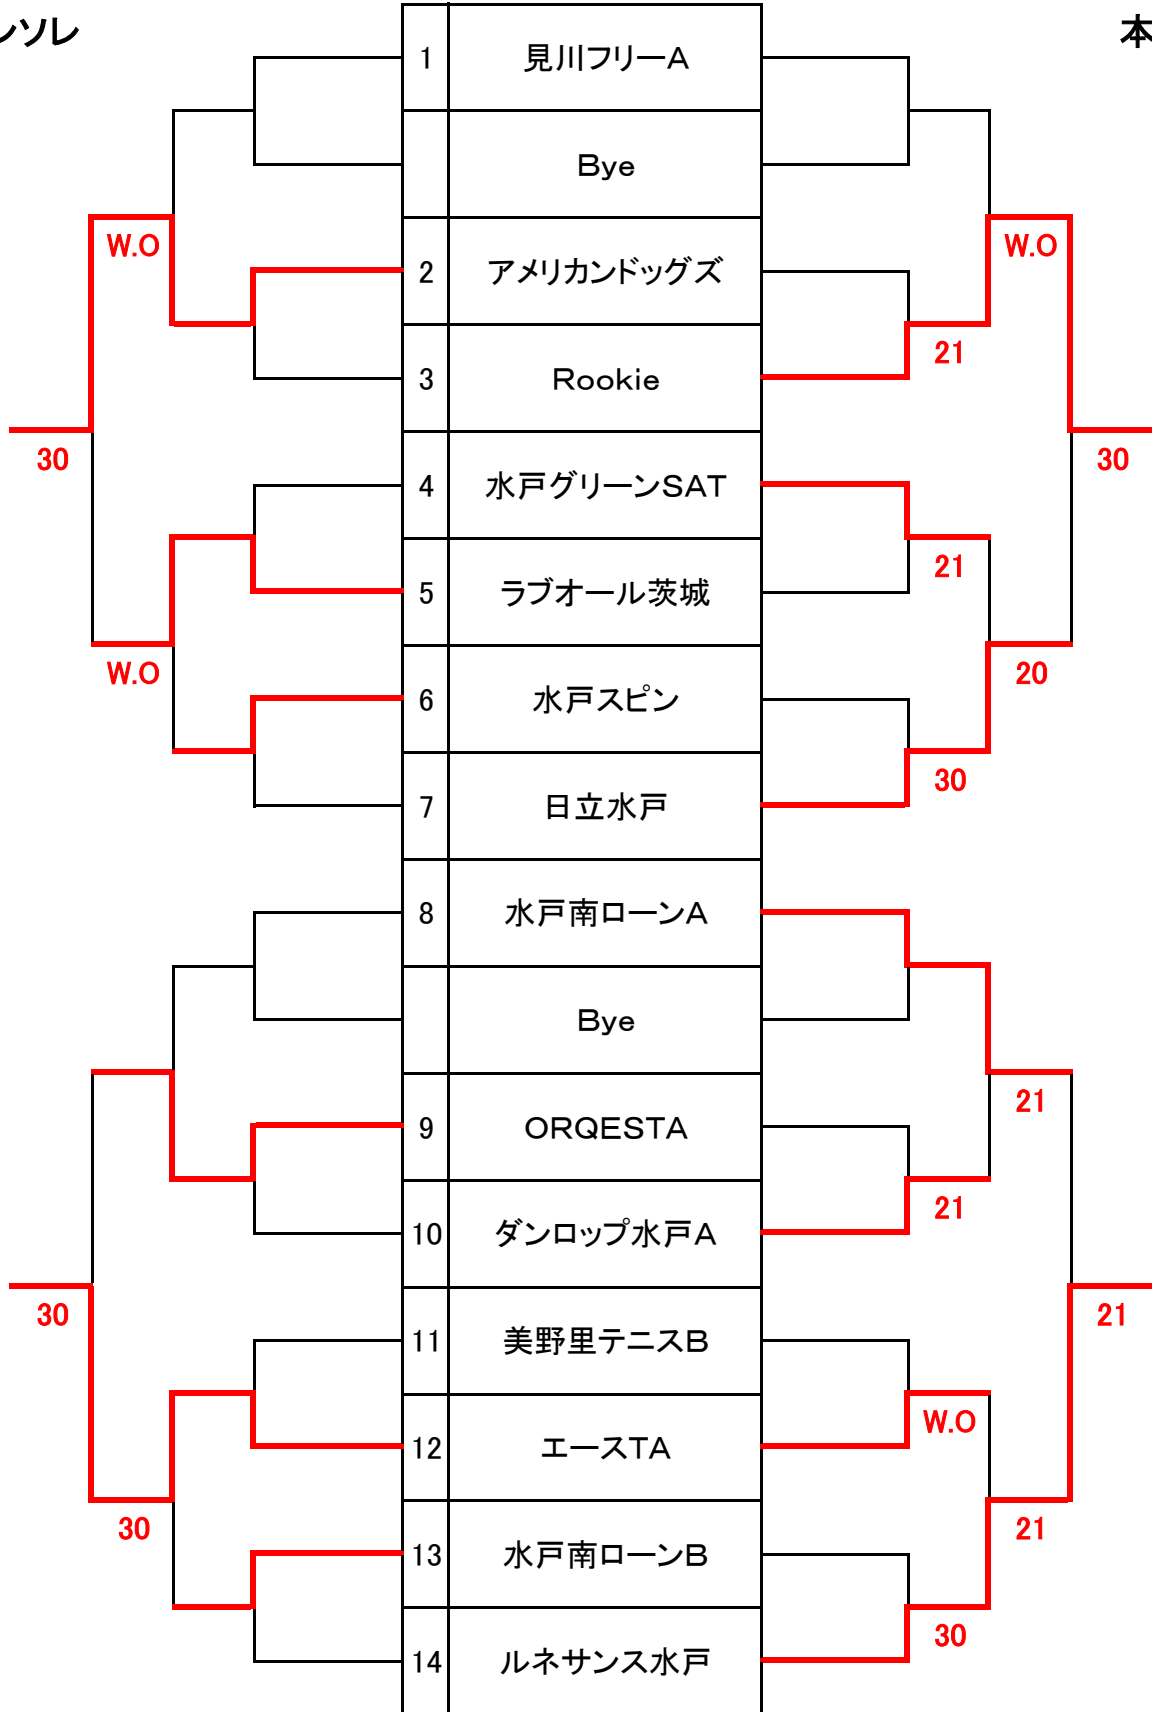 ンソレ
本
1 見川フリーA
Bye
W.O W.O
2 アメリカンドッグズ
21
3 Rookie
30 30
4 水戸グリーンSAT
21
5 ラブオール茨城
W.O 20
6 水戸スピン
30
7 日立水戸
8 水戸南ローンA
Bye
21
9 ORQESTA
21
10 ダンロップ水戸A
30 21
11 美野里テニスB
W.O
12 エースTA
30 21
13 水戸南ローンB
30
14 ルネサンス水戸